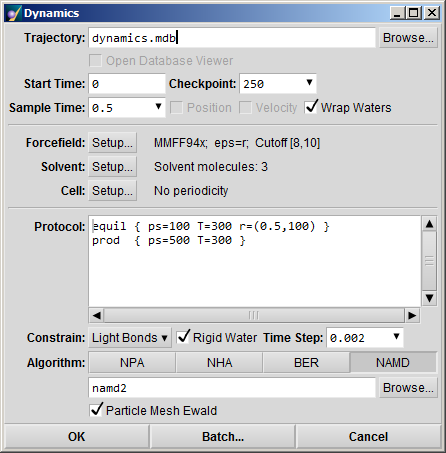 Dynamics
Trajectory: dynamics.mdb Browse...
Open Database Viewer
Start Time: 0 Checkpoint: 250
Sample Time: 0.5 Position Velocity Wrap Waters
Forcefield: Setup... MMFF94x; eps=r; Cutoff [8,10]
Solvent: Setup... Solvent molecules: 3
Cell: Setup... No periodicity
Protocol: equil { ps=100 T=300 r=(0.5,100) }
prod { ps=500 T=300 }
Constrain: Light Bonds Rigid Water Time Step: 0.002
Algorithm: NPA NHA BER NAMD
namd2 Browse...
Particle Mesh Ewald
OK Batch... Cancel